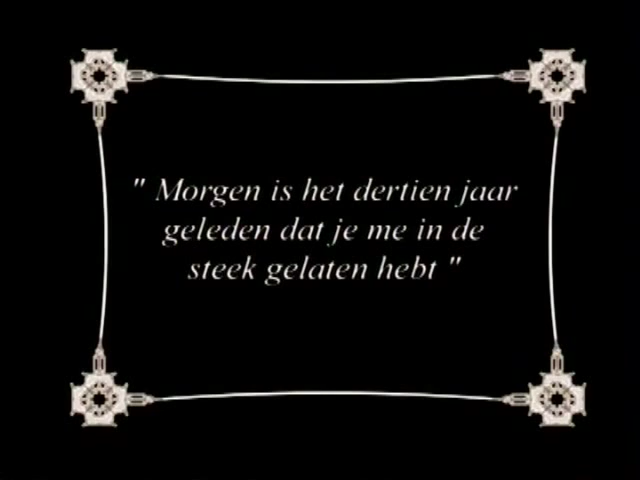 " Morgen is het dertien jaar
geleden dat je me in de
steek gelaten hebt "